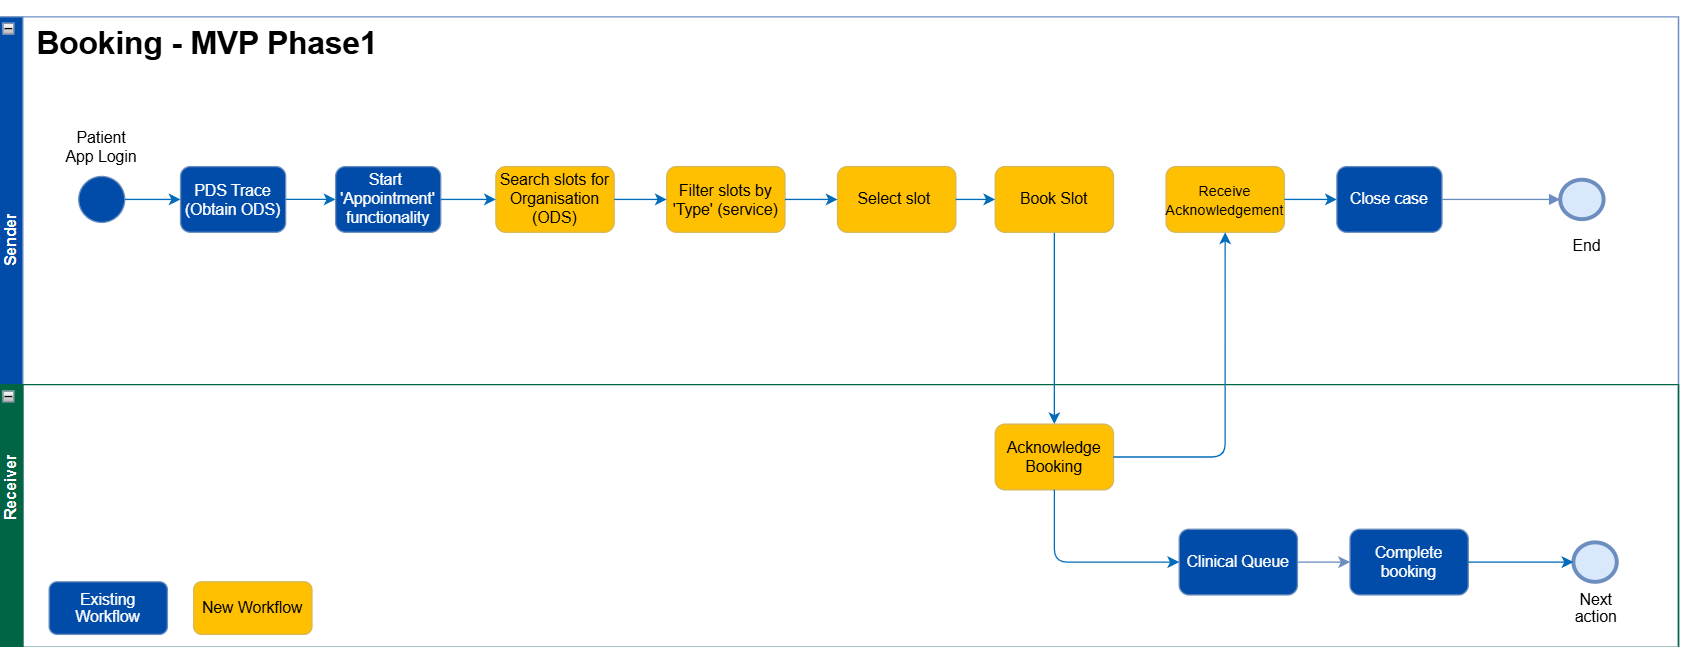 Booking - MVP Phase1
Sender
Patient
App Login
PDS Trace
(Obtain ODS)
Start
'Appointment'
functionality
Search slots for
Organisation
(ODS)
Filter slots by
'Type' (service)
Select slot
Book Slot
Receive
Acknowledgement
Close case
End
Receiver
Acknowledge
Booking
Clinical Queue
Complete
booking
Next
action
Existing
Workflow
New Workflow